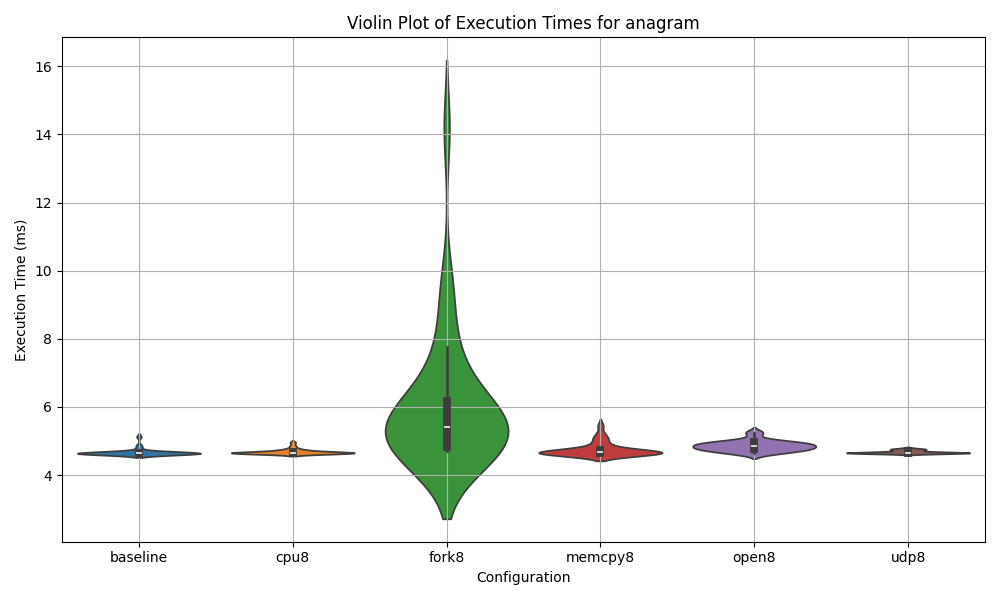 Violin Plot of Execution Times for anagram
16
14
12
10
8
6
4
Execution Time (ms)
baseline cpu8 fork8 memcpy8 open8 udp8
Configuration